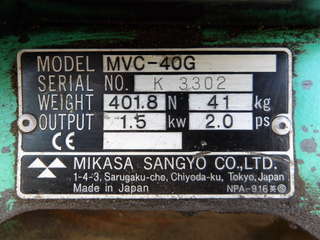 MODEL MVC-40G
SERIAL NO. K 3302
WEIGHT 401.8 N 41 kg
OUTPUT 1.5 kw 2.0 ps
CE
MIKASA SANGYO CO.,LTD.
1-4-3, Sarugaku-cho, Chiyoda-ku, Tokyo, Japan
Made in Japan NPA-916